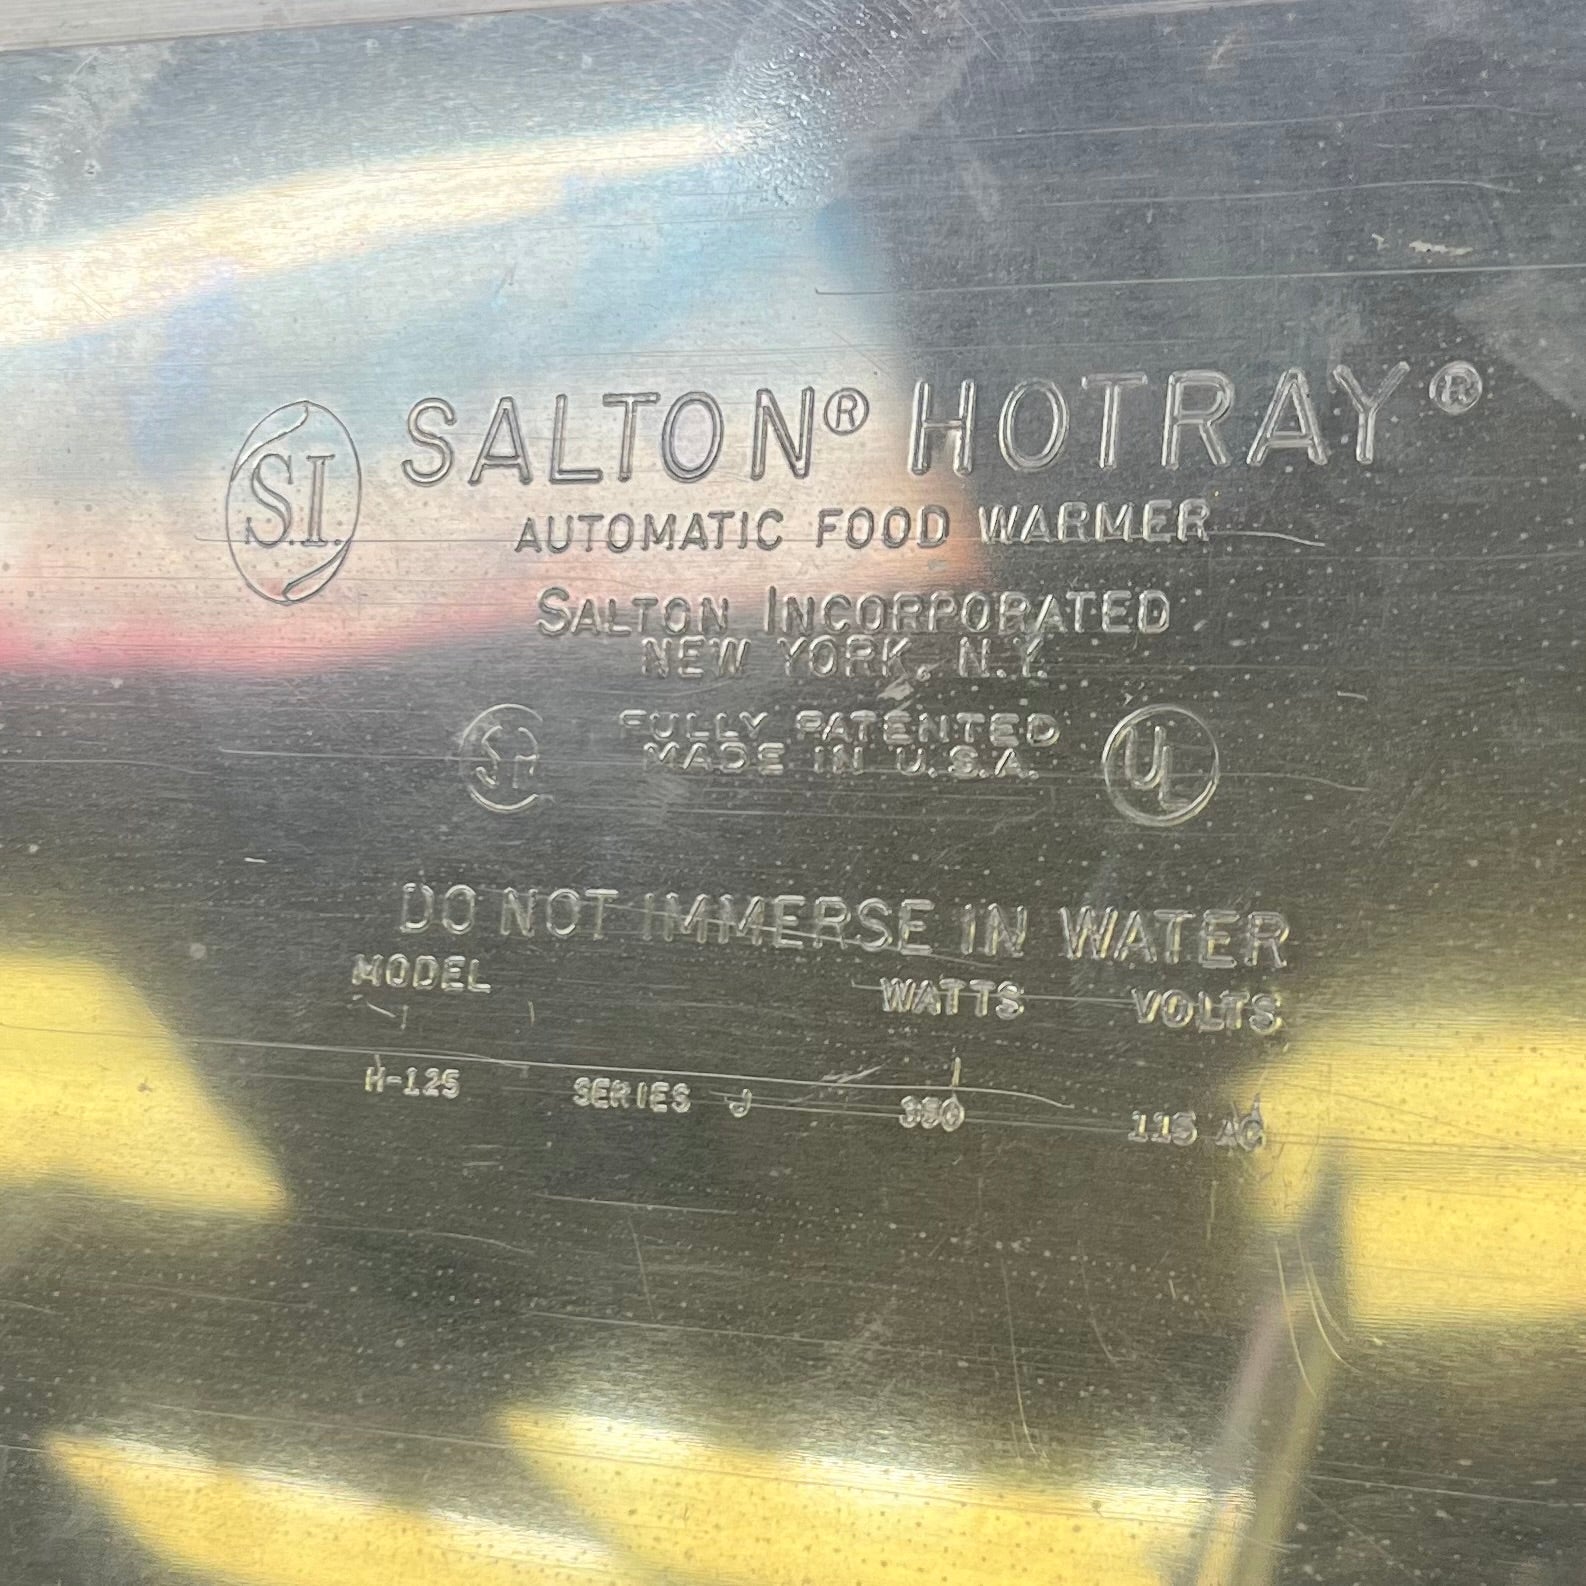 S.I.
SALTON® HOTRAY®
AUTOMATIC FOOD WARMER
SALTON INCORPORATED
NEW YORK, N.Y.
FULLY PATENTED
MADE IN U.S.A.
UL
DO NOT IMMERSE IN WATER
MODEL WATTS VOLTS
H-125 SERIES J 350 115 AC